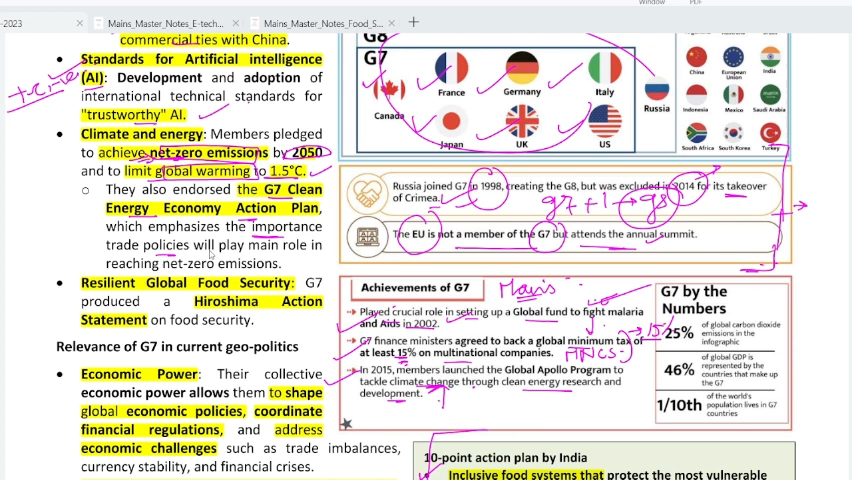 Window
PDF
-2023
Mains_Master_Notes_E-tech...
Mains_Master_Notes_Food_S...
commercial ties with China.
Standards for Artificial intelligence
(AI): Development and adoption of
international technical standards for
"trustworthy" AI.
Climate and energy: Members pledged
to achieve net-zero emissions by 2050
and to limit global warming to 1.5°C.
They also endorsed the G7 Clean
Energy Economy Action Plan,
which emphasizes the importance
trade policies will play main role in
reaching net-zero emissions.
Resilient Global Food Security: G7
produced a Hiroshima Action
Statement on food security.
Relevance of G7 in current geo-politics
Economic Power: Their collective
economic power allows them to shape
global economic policies, coordinate
financial regulations, and address
economic challenges such as trade imbalances,
currency stability, and financial crises.
G8
G7
Canada
France
Germany
Italy
Japan
UK
US
Russia
China
European
Union
India
Indonesia
Mexico
Saudi Arabia
South Africa
South Korea
Turkey
Russia joined G7 in 1998, creating the G8, but was excluded in 2014 for its takeover
of Crimea.
g7+1→g8
The EU is not a member of the G7 but attends the annual summit.
Achievements of G7
Mains
Played crucial role in setting up a Global fund to fight malaria
and Aids in 2002.
G7 finance ministers agreed to back a global minimum tax of
at least 15% on multinational companies.
MNCS
15%
In 2015, members launched the Global Apollo Program to
tackle climate change through clean energy research and
development.
G7 by the
Numbers
25%
of global carbon dioxide
emissions in the
infographic
46%
of global GDP is
represented by the
countries that make up
the G7
1/10th
of the world's
population lives in G7
countries
10-point action plan by India
Inclusive food systems that protect the most vulnerable